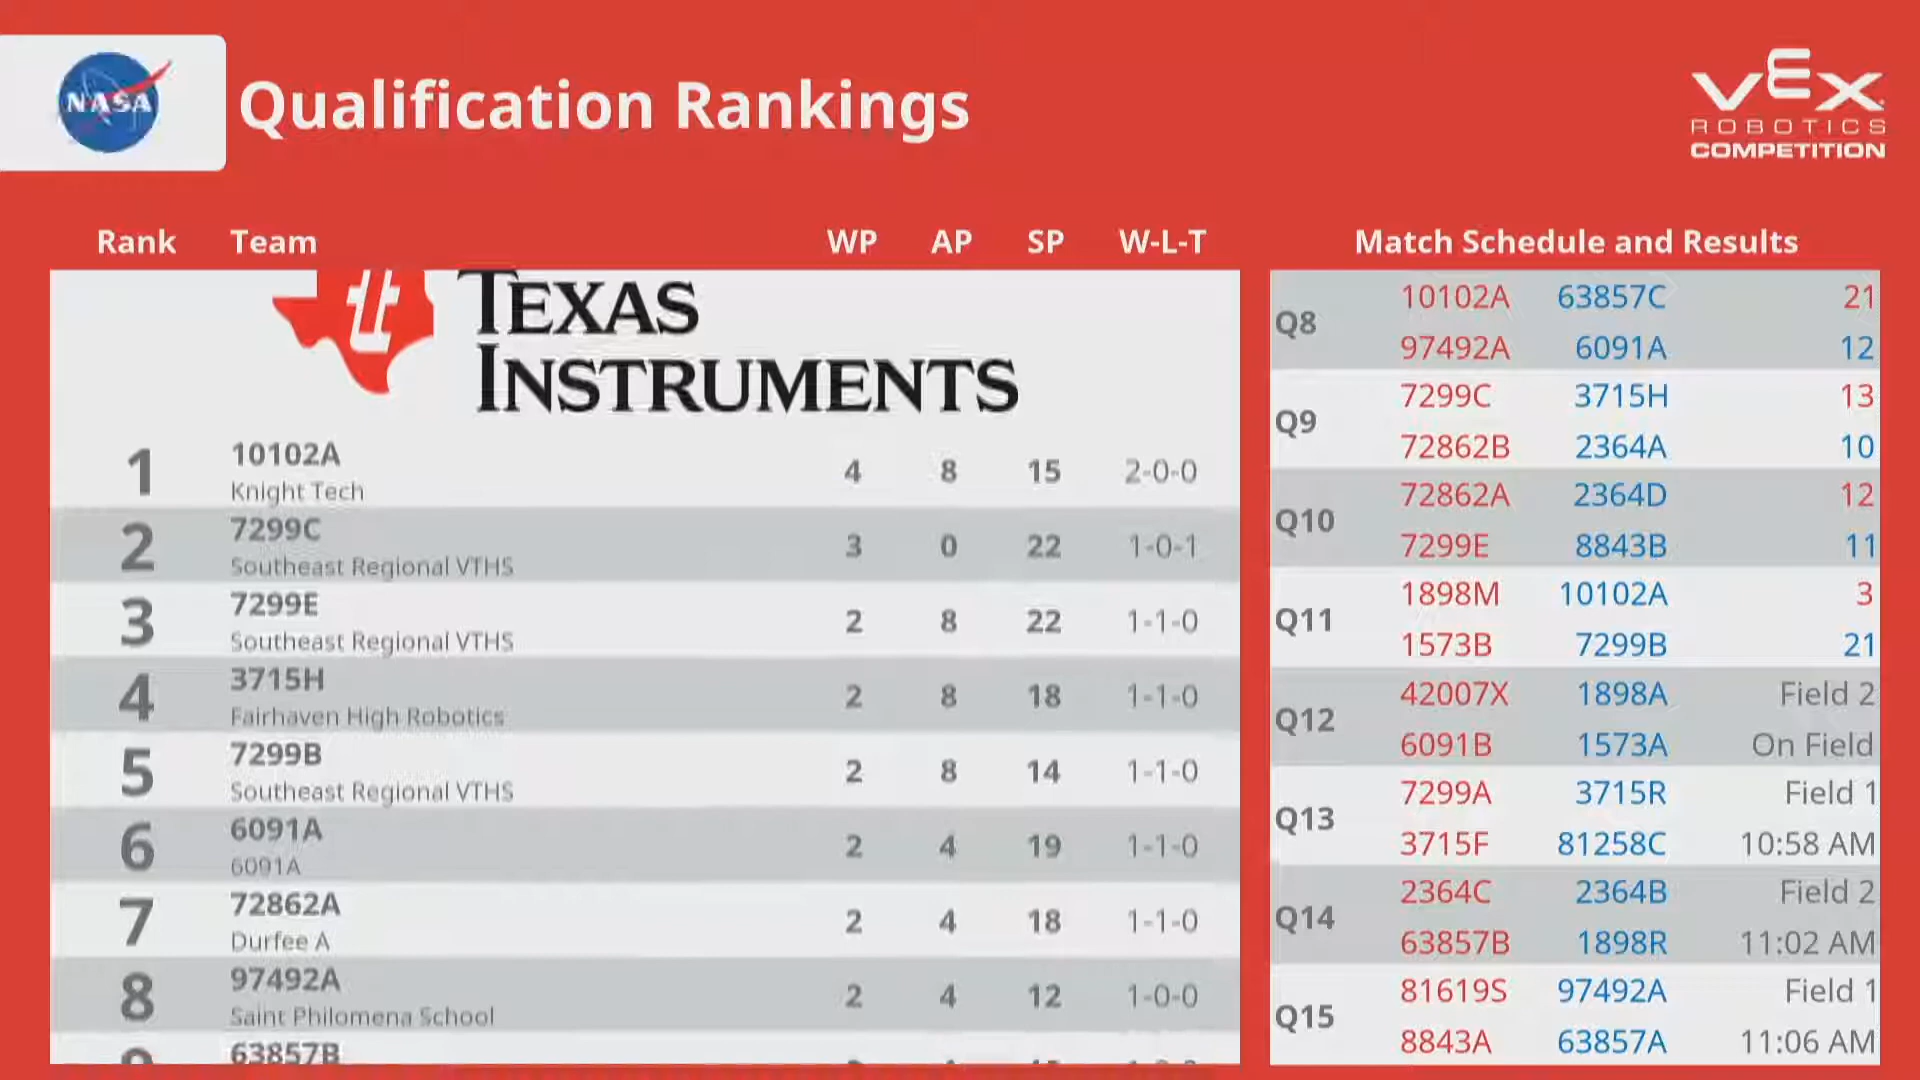 NASA
Qualification Rankings
VEX
ROBOTICS
COMPETITION
Rank Team WP AP SP W-L-T
TEXAS
INSTRUMENTS
1 10102A 4 8 15 2-0-0
Knight Tech
2 7299C 3 0 22 1-0-1
Southeast Regional VTHS
3 7299E 2 8 22 1-1-0
Southeast Regional VTHS
4 3715H 2 8 18 1-1-0
Fairhaven High Robotics
5 7299B 2 8 14 1-1-0
Southeast Regional VTHS
6 6091A 2 4 19 1-1-0
6091A
7 72862A 2 4 18 1-1-0
Durfee A
8 97492A 2 4 12 1-0-0
Saint Philomena School
63857B
Match Schedule and Results
Q8
10102A 63857C 21
97492A 6091A 12
Q9
7299C 3715H 13
72862B 2364A 10
Q10
72862A 2364D 12
7299E 8843B 11
Q11
1898M 10102A 3
1573B 7299B 21
Q12
42007X 1898A Field 2
6091B 1573A On Field
Q13
7299A 3715R Field 1
3715F 81258C 10:58 AM
Q14
2364C 2364B Field 2
63857B 1898R 11:02 AM
Q15
81619S 97492A Field 1
8843A 63857A 11:06 AM